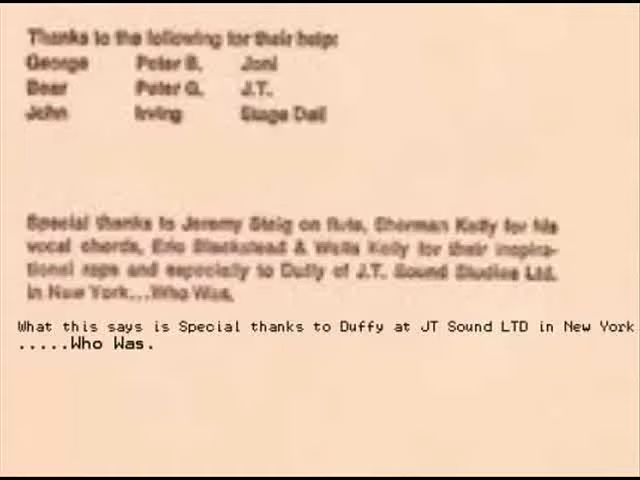 Thanks to the following for their help:
George Peter B. Joni
Bear Peter G. J.T.
John Irving Stage Dall
Special thanks to Jeremy Steig on flute, Sherman Kelly for his
vocal chords, Eric Blackstead & Wells Kelly for their inspira-
tional raps and especially to Duffy of J.T. Sound Studios Ltd.
in New York...Who Was.
What this says is Special thanks to Duffy at JT Sound LTD in New York
.....Who Was.